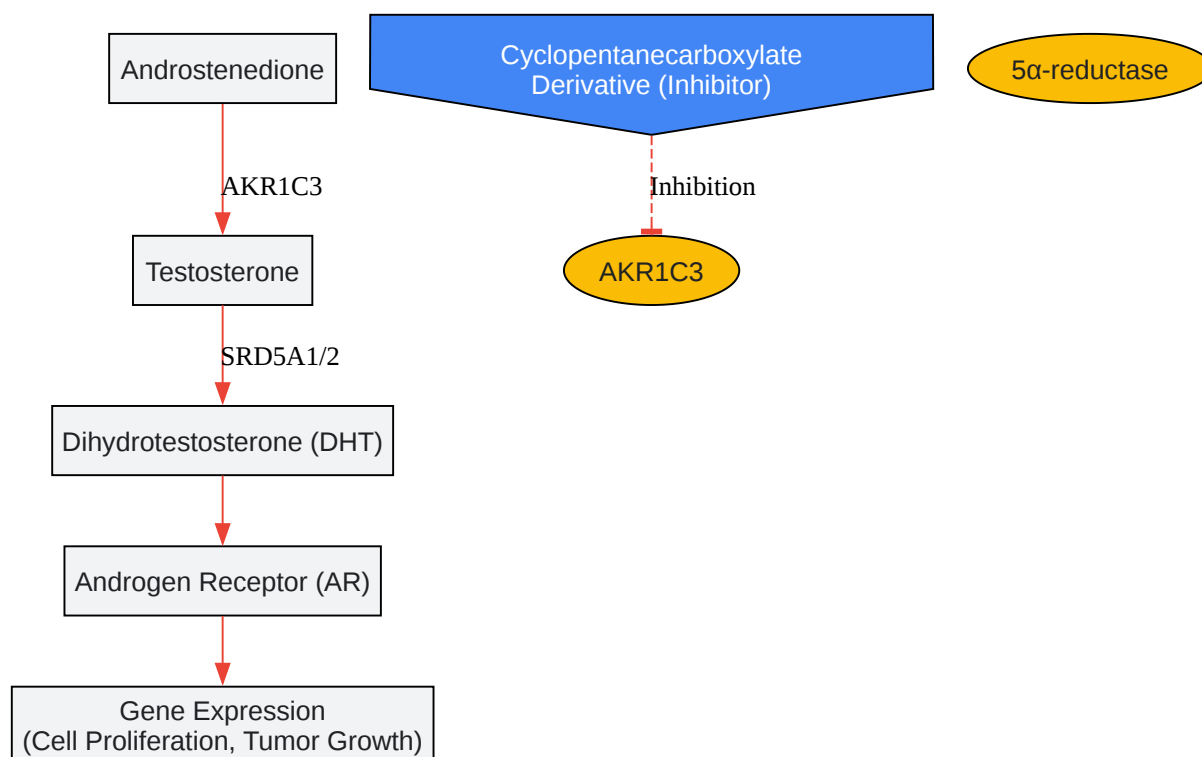 Androstenedione
Cyclopentanecarboxylate
Derivative (Inhibitor)
5α-reductase
AKR1C3
Inhibition
Testosterone
AKR1C3
SRD5A1/2
Dihydrotestosterone (DHT)
Androgen Receptor (AR)
Gene Expression
(Cell Proliferation, Tumor Growth)